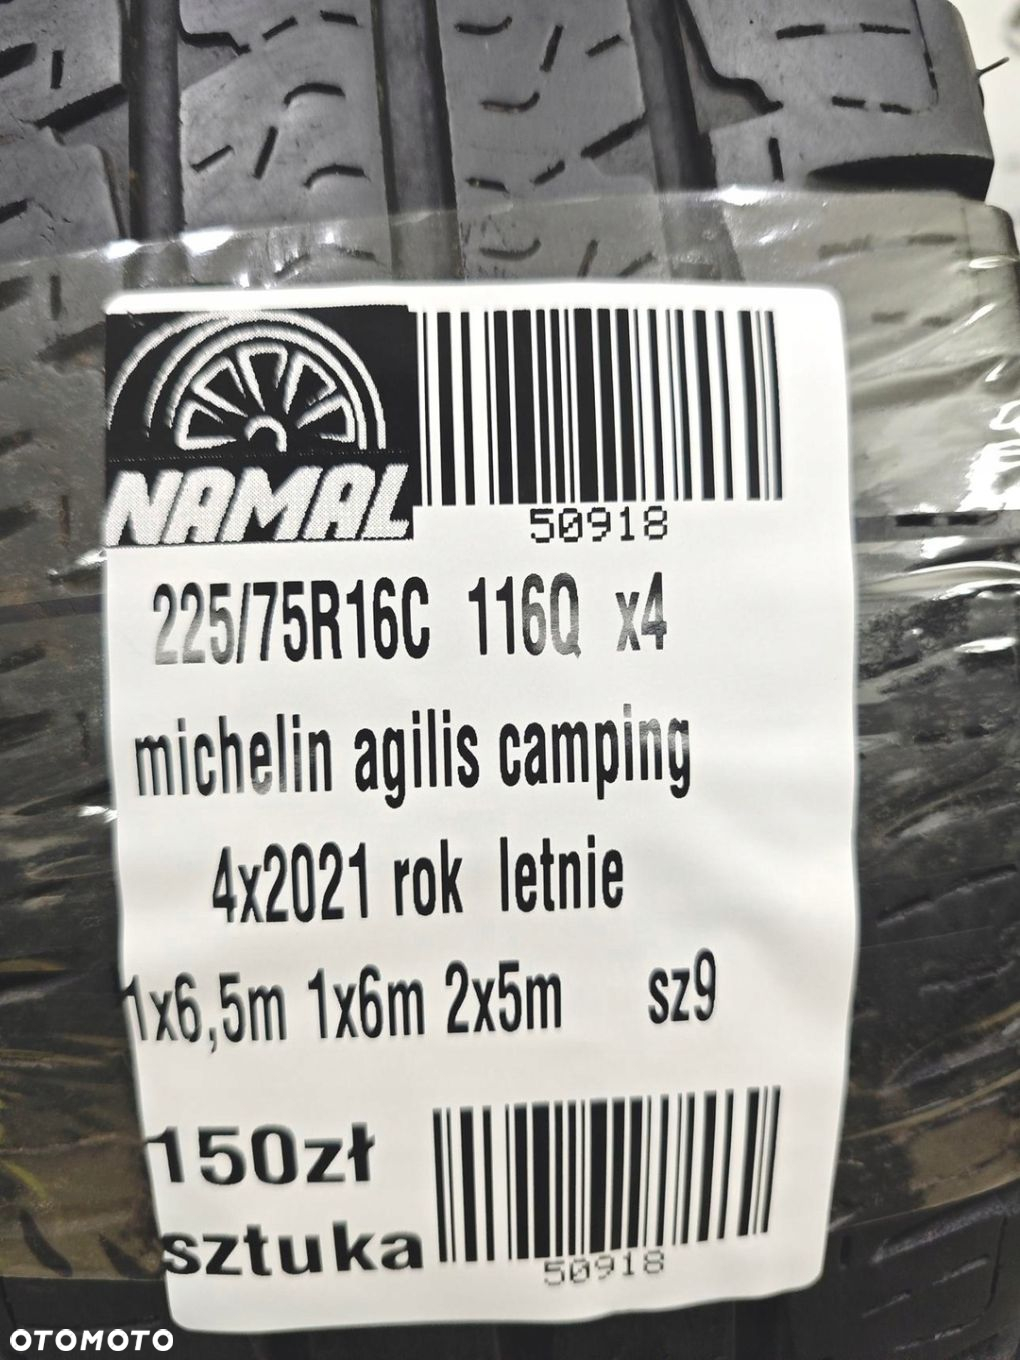 NAMAL
50918
225/75R16C 116Q x4
michelin agilis camping
4x2021 rok letnie
1x6,5m 1x6m 2x5m sz9
150zł
sztuka
50918
OTOMOTO